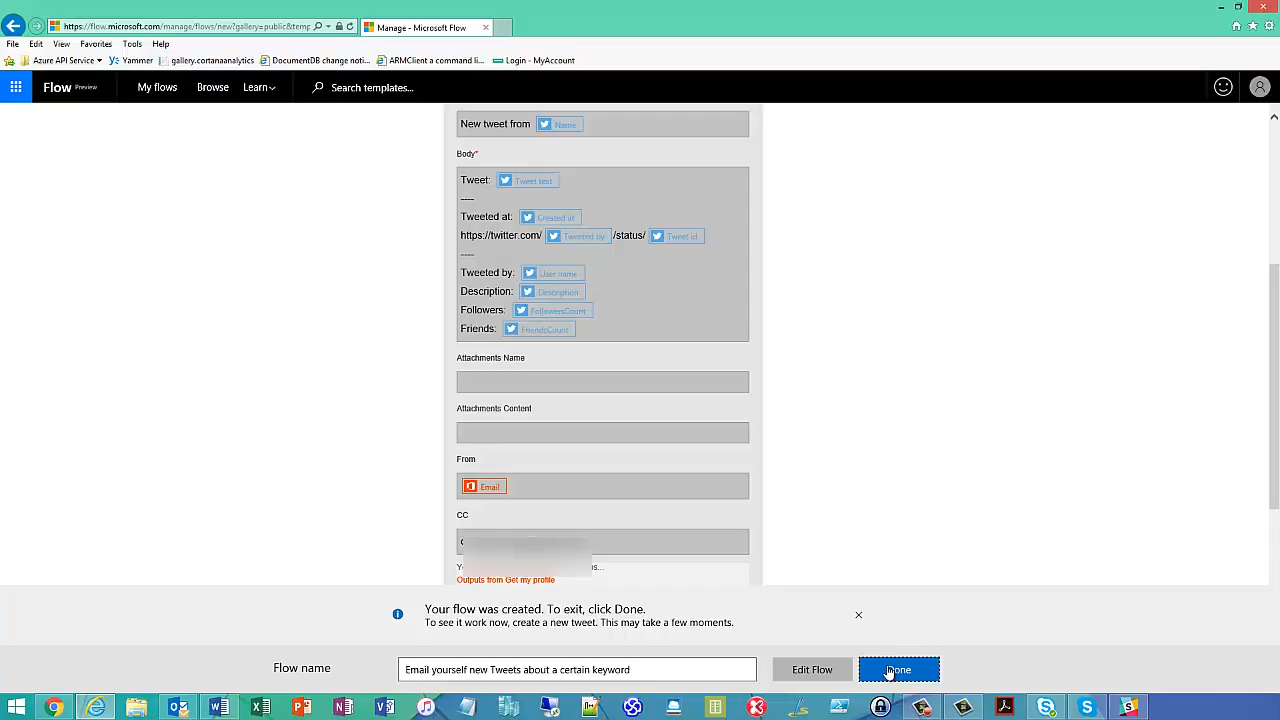 https://flow.microsoft.com/manage/flows/new?gallery=public&temp
Manage - Microsoft Flow
File Edit View Favorites Tools Help
Azure API Service Yammer gallery.cortanaanalytics DocumentDB change noti... ARMClient a command li... Login - MyAccount
Flow Preview My flows Browse Learn Search templates...
New tweet from Name
Body*
Tweet: Tweet text
----
Tweeted at: Created at
https://twitter.com/ Tweeted by /status/ Tweet id
----
Tweeted by: User name
Description: Description
Followers: FollowersCount
Friends: FriendsCount
Attachments Name
Attachments Content
From
Email
CC
Outputs from Get my profile
Your flow was created. To exit, click Done.
To see it work now, create a new tweet. This may take a few moments.
Flow name Email yourself new Tweets about a certain keyword Edit Flow Done